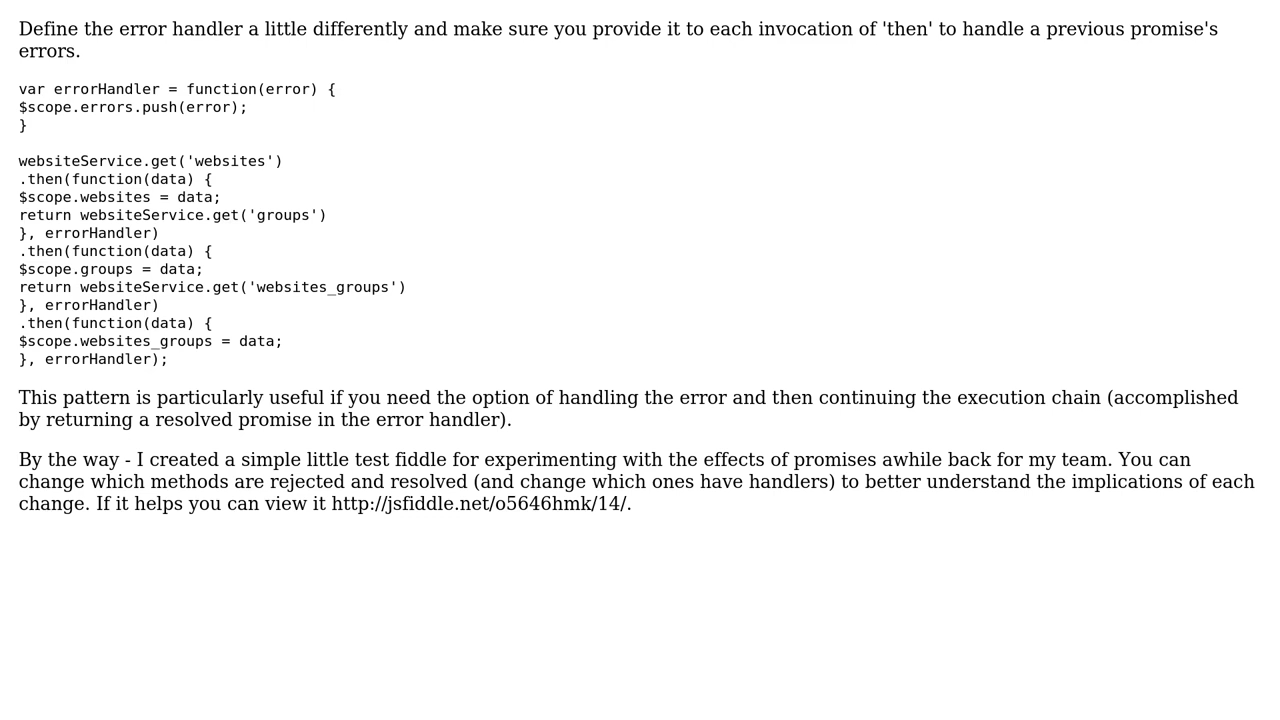 Define the error handler a little differently and make sure you provide it to each invocation of 'then' to handle a previous promise's
errors.
var errorHandler = function(error) {
$scope.errors.push(error);
}
websiteService.get('websites')
.then(function(data) {
$scope.websites = data;
return websiteService.get('groups')
}, errorHandler)
.then(function(data) {
$scope.groups = data;
return websiteService.get('websites_groups')
}, errorHandler)
.then(function(data) {
$scope.websites_groups = data;
}, errorHandler);
This pattern is particularly useful if you need the option of handling the error and then continuing the execution chain (accomplished
by returning a resolved promise in the error handler).
By the way - I created a simple little test fiddle for experimenting with the effects of promises awhile back for my team. You can
change which methods are rejected and resolved (and change which ones have handlers) to better understand the implications of each
change. If it helps you can view it http://jsfiddle.net/o5646hmk/14/.